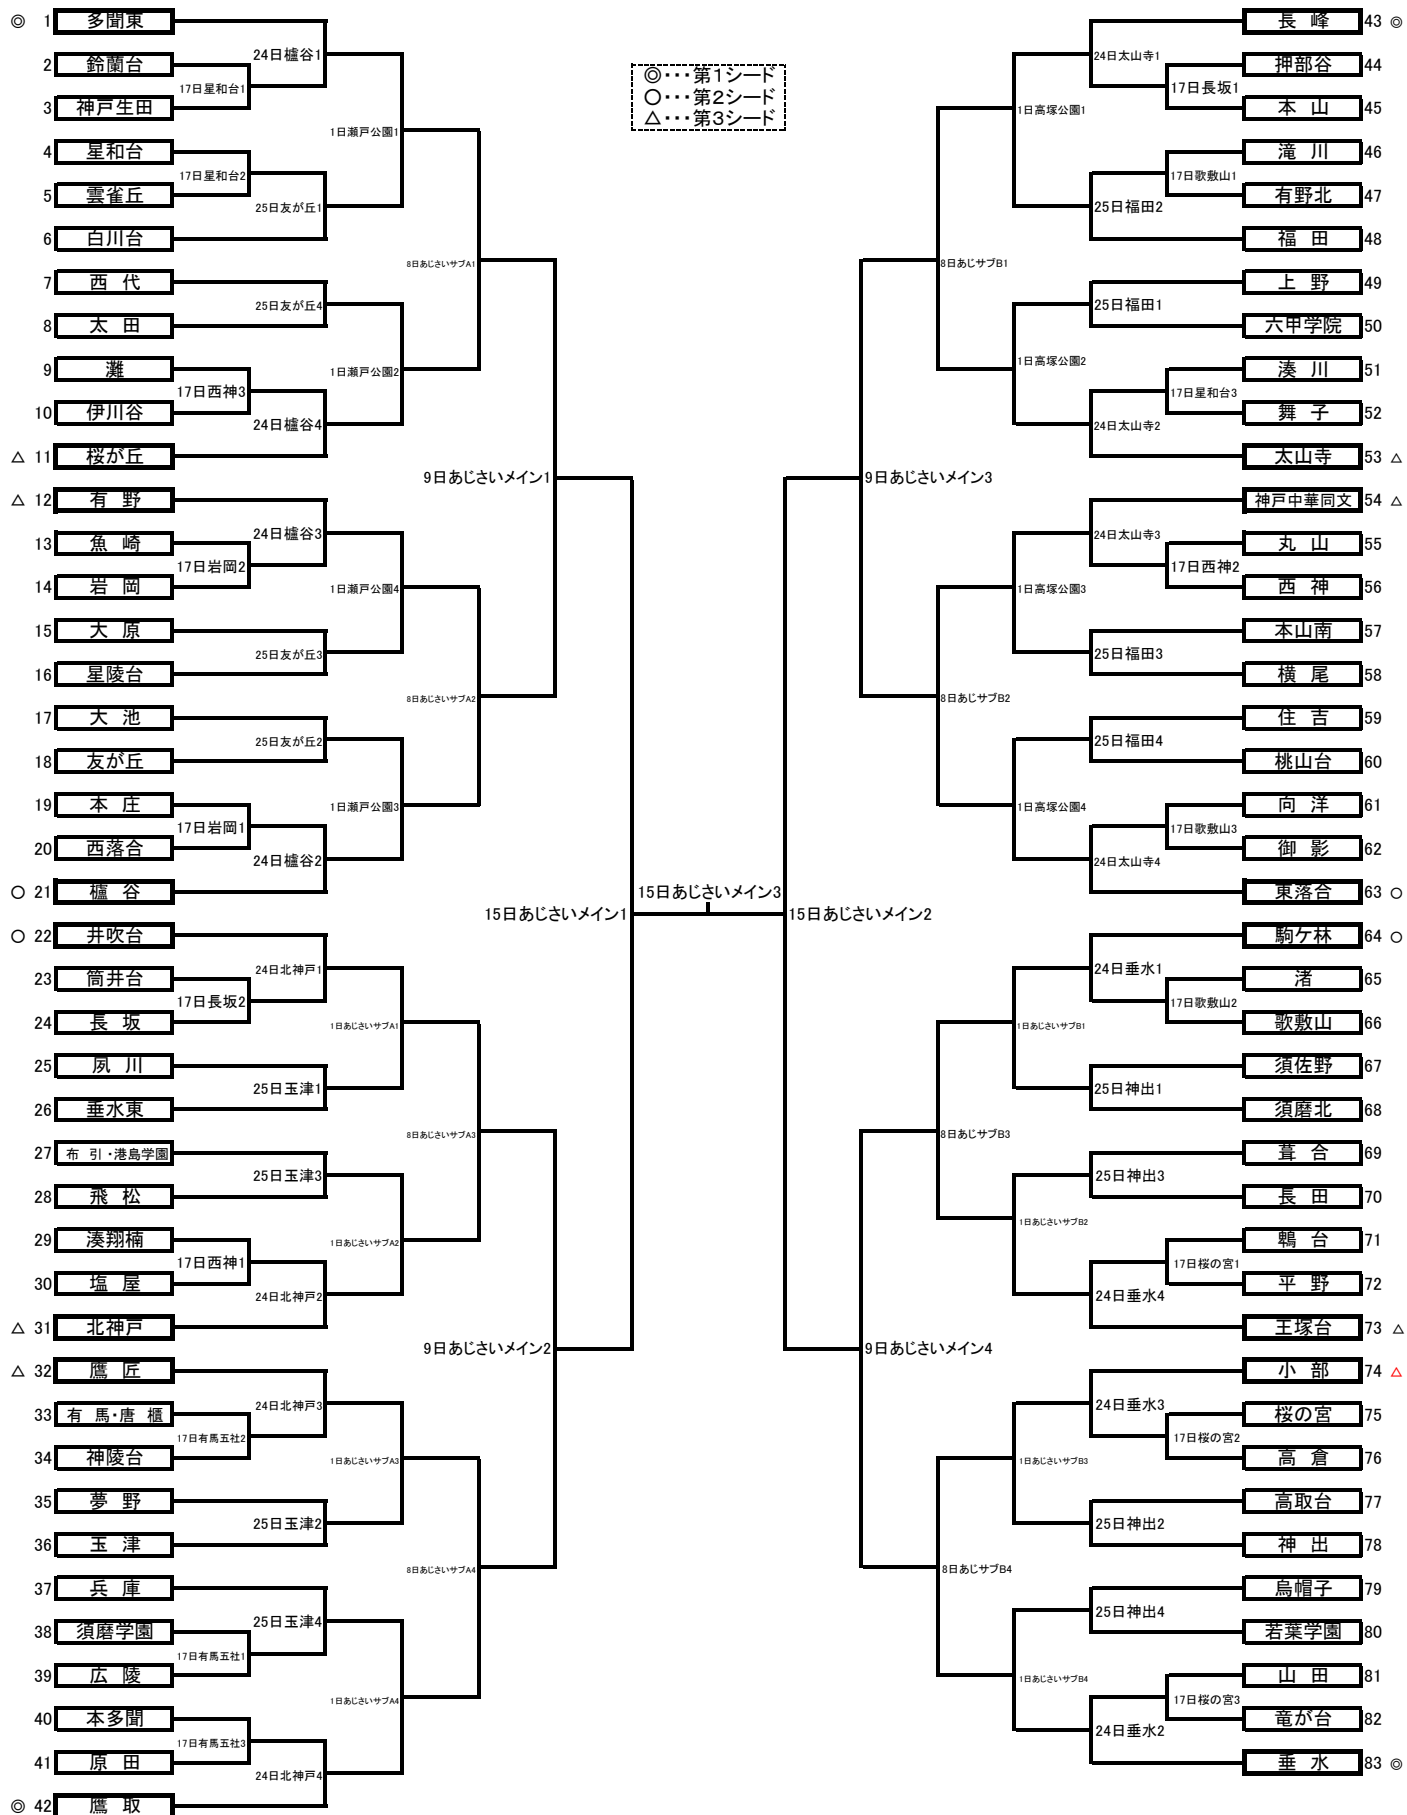 ◎ 1 多聞東
24日櫨谷1
2 鈴蘭台
17日星和台1
3 神戸生田
1日瀬戸公園1
4 星和台
17日星和台2
5 雲雀丘
25日友が丘1
6 白川台
8日あじさいサブA1
7 西代
25日友が丘4
8 太田
9 灘
1日瀬戸公園2
17日西神3
10 伊川谷
24日櫨谷4
△ 11 桜が丘
9日あじさいメイン1
△ 12 有野
24日櫨谷3
13 魚崎
17日岩岡2
14 岩岡
1日瀬戸公園4
15 大原
25日友が丘3
16 星陵台
8日あじさいサブA2
17 大池
25日友が丘2
18 友が丘
19 本庄
1日瀬戸公園3
17日岩岡1
20 西落合
24日櫨谷2
○ 21 櫨谷
15日あじさいメイン1
○ 22 井吹台
24日北神戸1
23 筒井台
17日長坂2
24 長坂
1日あじさいサブA1
25 夙川
25日玉津1
26 垂水東
8日あじさいサブA3
27 布引・港島学園
25日玉津3
28 飛松
29 湊翔楠
1日あじさいサブA2
17日西神1
30 塩屋
24日北神戸2
△ 31 北神戸
9日あじさいメイン2
△ 32 鷹匠
24日北神戸3
33 有馬・唐櫃
17日有馬五社2
34 神陵台
1日あじさいサブA3
35 夢野
25日玉津2
36 玉津
8日あじさいサブA4
37 兵庫
25日玉津4
38 須磨学園
17日有馬五社1
39 広陵
1日あじさいサブA4
40 本多聞
17日有馬五社3
41 原田
24日北神戸4
◎ 42 鷹取
◎・・・第1シード
○・・・第2シード
△・・・第3シード
15日あじさいメイン3
長峰 43 ◎
24日太山寺1
押部谷 44
17日長坂1
本山 45
1日高塚公園1
滝川 46
17日歌敷山1
有野北 47
25日福田2
福田 48
8日あじサブB1
上野 49
25日福田1
六甲学院 50
1日高塚公園2
湊川 51
17日星和台3
舞子 52
24日太山寺2
太山寺 53 △
9日あじさいメイン3
神戸中華同文 54 △
24日太山寺3
丸山 55
17日西神2
西神 56
1日高塚公園3
本山南 57
25日福田3
横尾 58
8日あじサブB2
住吉 59
25日福田4
桃山台 60
向洋 61
1日高塚公園4
17日歌敷山3
御影 62
24日太山寺4
東落合 63 ○
15日あじさいメイン2
駒ケ林 64 ○
24日垂水1
渚 65
17日歌敷山2
歌敷山 66
1日あじさいサブB1
須佐野 67
25日神出1
須磨北 68
8日あじサブB3
葺合 69
25日神出3
長田 70
1日あじさいサブB2
鵯台 71
17日桜の宮1
平野 72
24日垂水4
王塚台 73 △
9日あじさいメイン4
小部 74 △
24日垂水3
桜の宮 75
17日桜の宮2
高倉 76
1日あじさいサブB3
高取台 77
25日神出2
神出 78
8日あじサブB4
烏帽子 79
25日神出4
若葉学園 80
1日あじさいサブB4
山田 81
17日桜の宮3
竜が台 82
24日垂水2
垂水 83 ◎